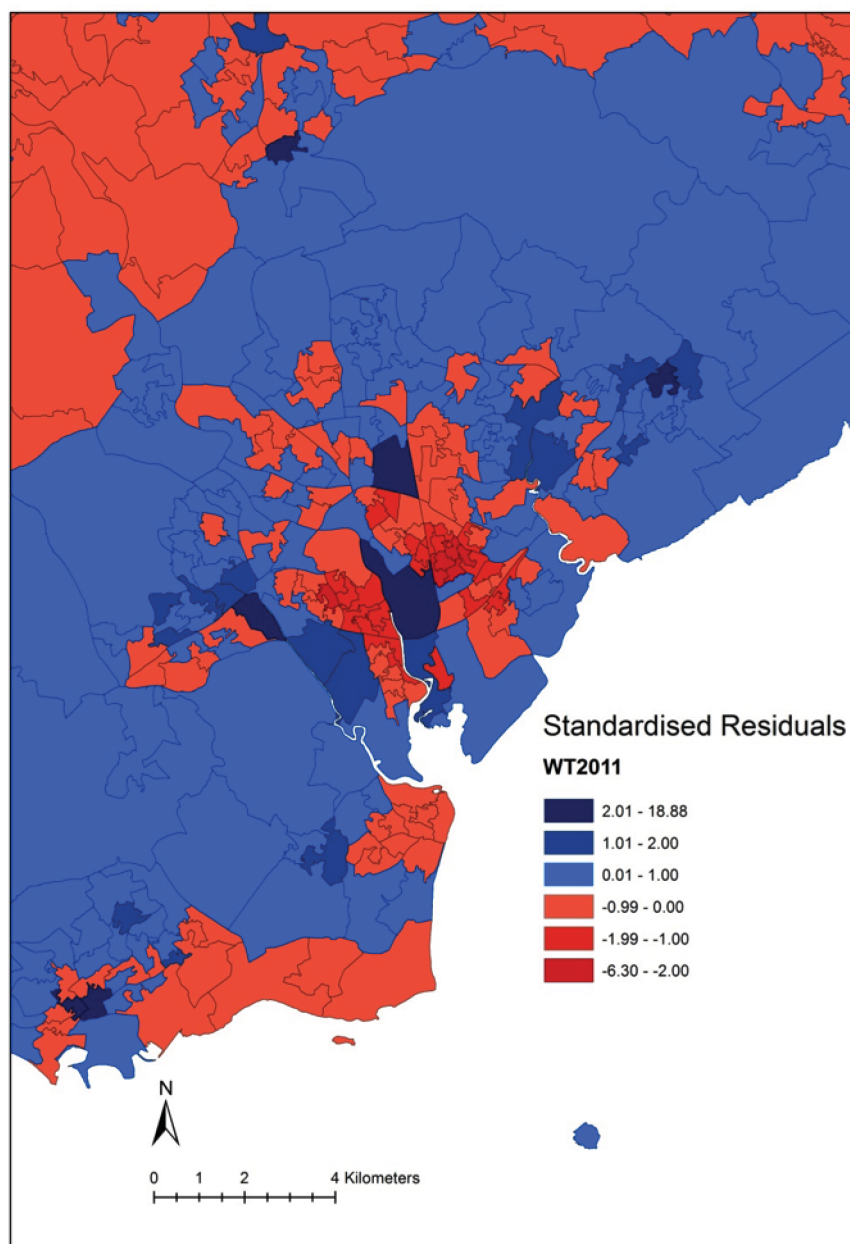 Standardised Residuals
WT2011
2.01 - 18.88
1.01 - 2.00
0.01 - 1.00
-0.99 - 0.00
-1.99 - -1.00
-6.30 - -2.00
N
0 1 2 4 Kilometers